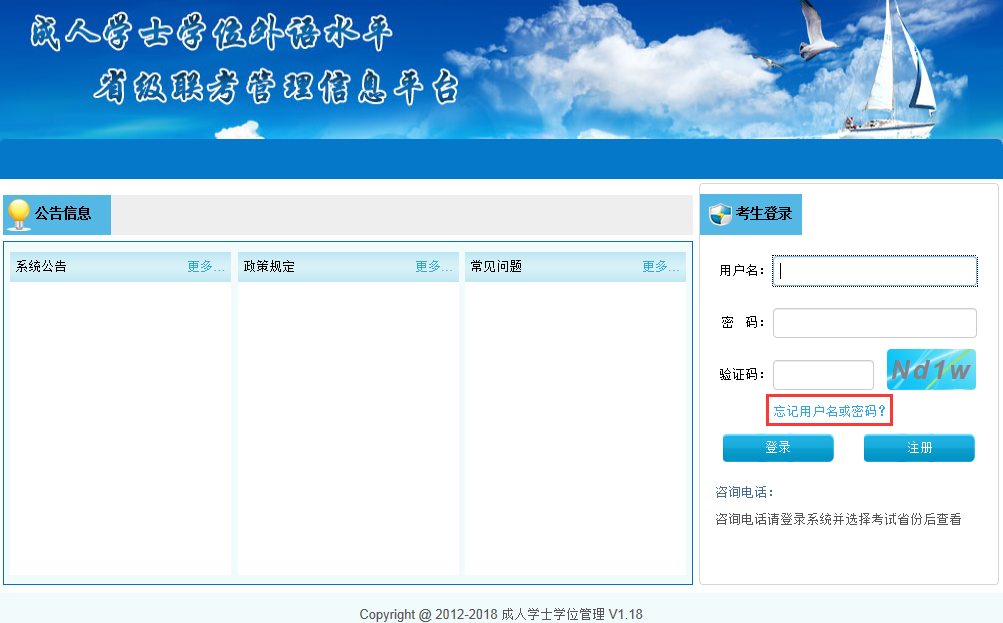 成人学士学位外语水平
省级联考管理信息平台
公告信息
系统公告 更多...
政策规定 更多...
常见问题 更多...
考生登录
用户名：
密 码：
验证码： Nd1w
忘记用户名或密码？
登录 注册
咨询电话：
咨询电话请登录系统并选择考试省份后查看
Copyright @ 2012-2018 成人学士学位管理 V1.18